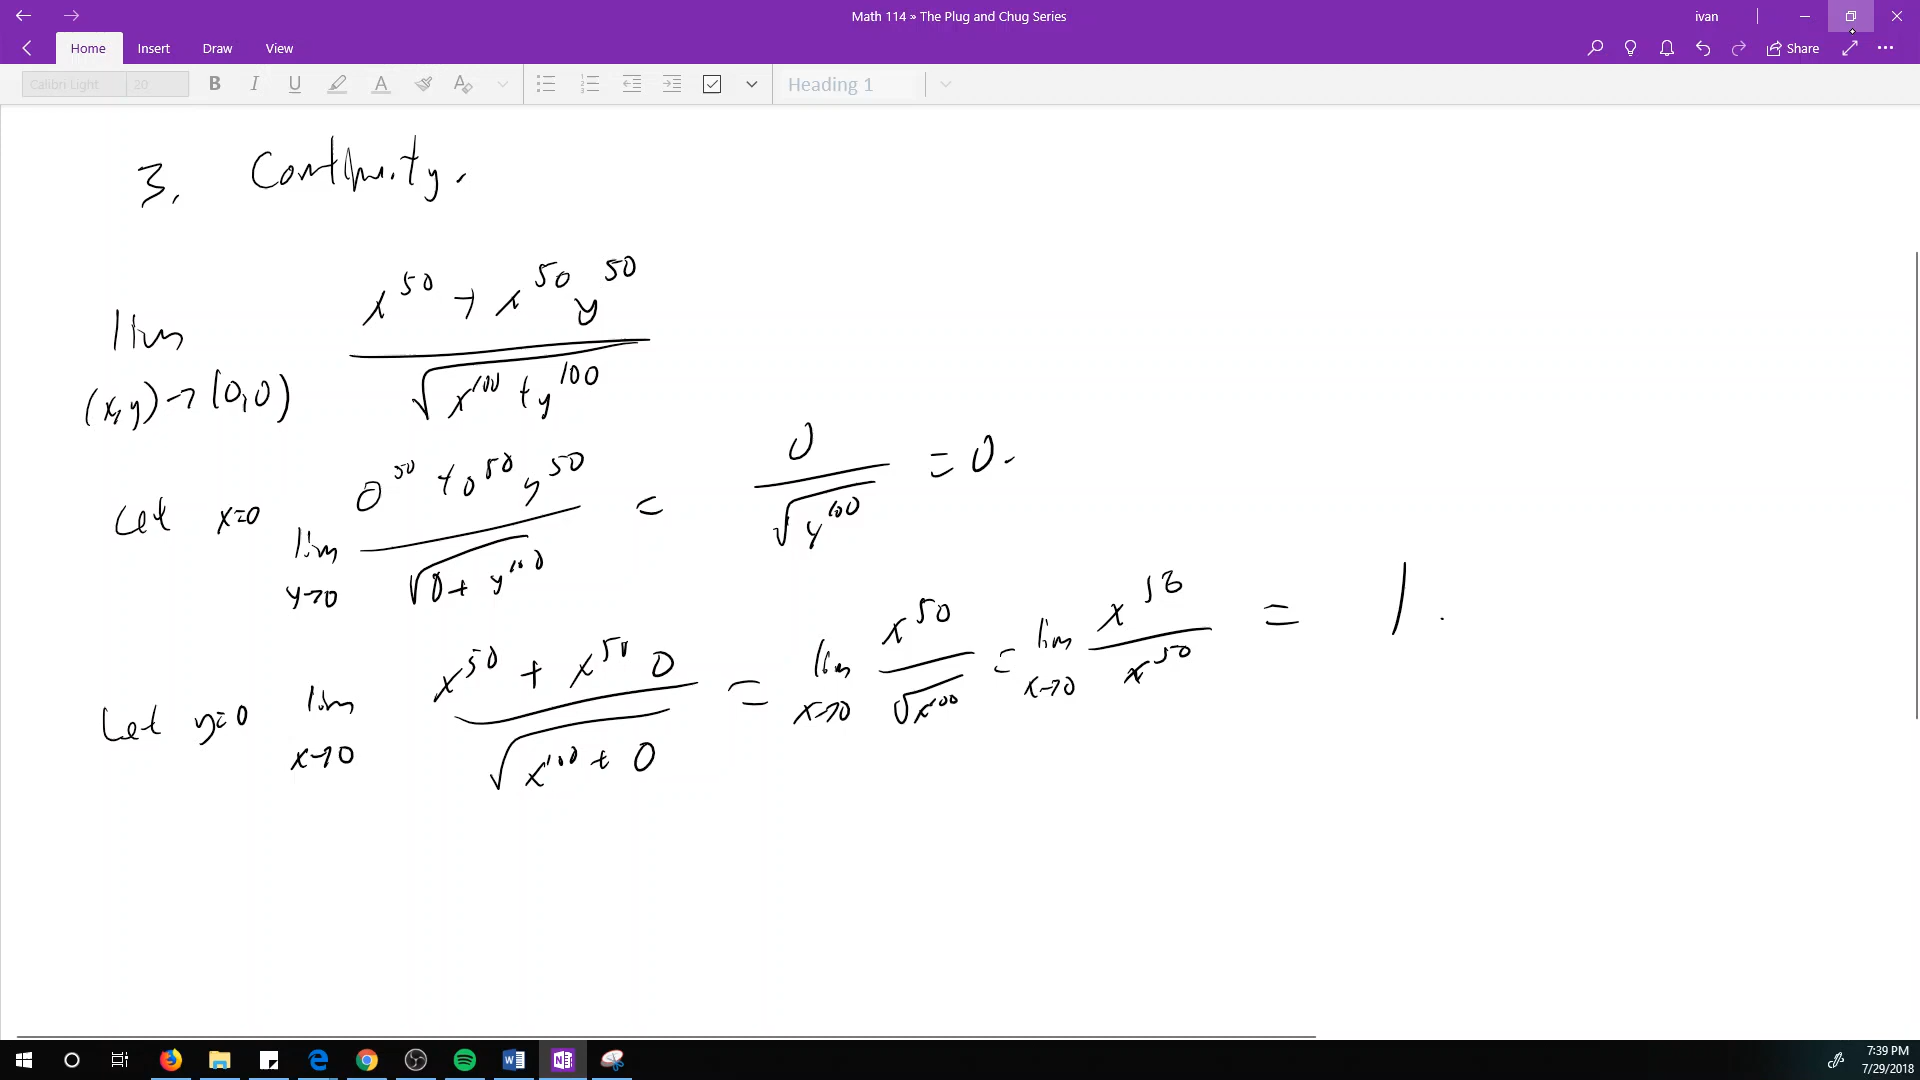 Math 114 » The Plug and Chug Series
ivan
Home Insert Draw View
Share
Calibri Light 20 B I U A A Heading 1
3. Continuity.
lim (x,y)→(0,0) x^50 + x^50 y^50 / √(x^100 + y^100)
Let x=0 lim y→0 0^50 + 0^50 y^50 / √(0 + y^100) = 0 / √(y^100) = 0.
Let y=0 lim x→0 x^50 + x^50 0 / √(x^100 + 0) = lim x→0 x^50 / √(x^100) = lim x→0 x^50 / x^50 = 1.
7:39 PM
7/29/2018